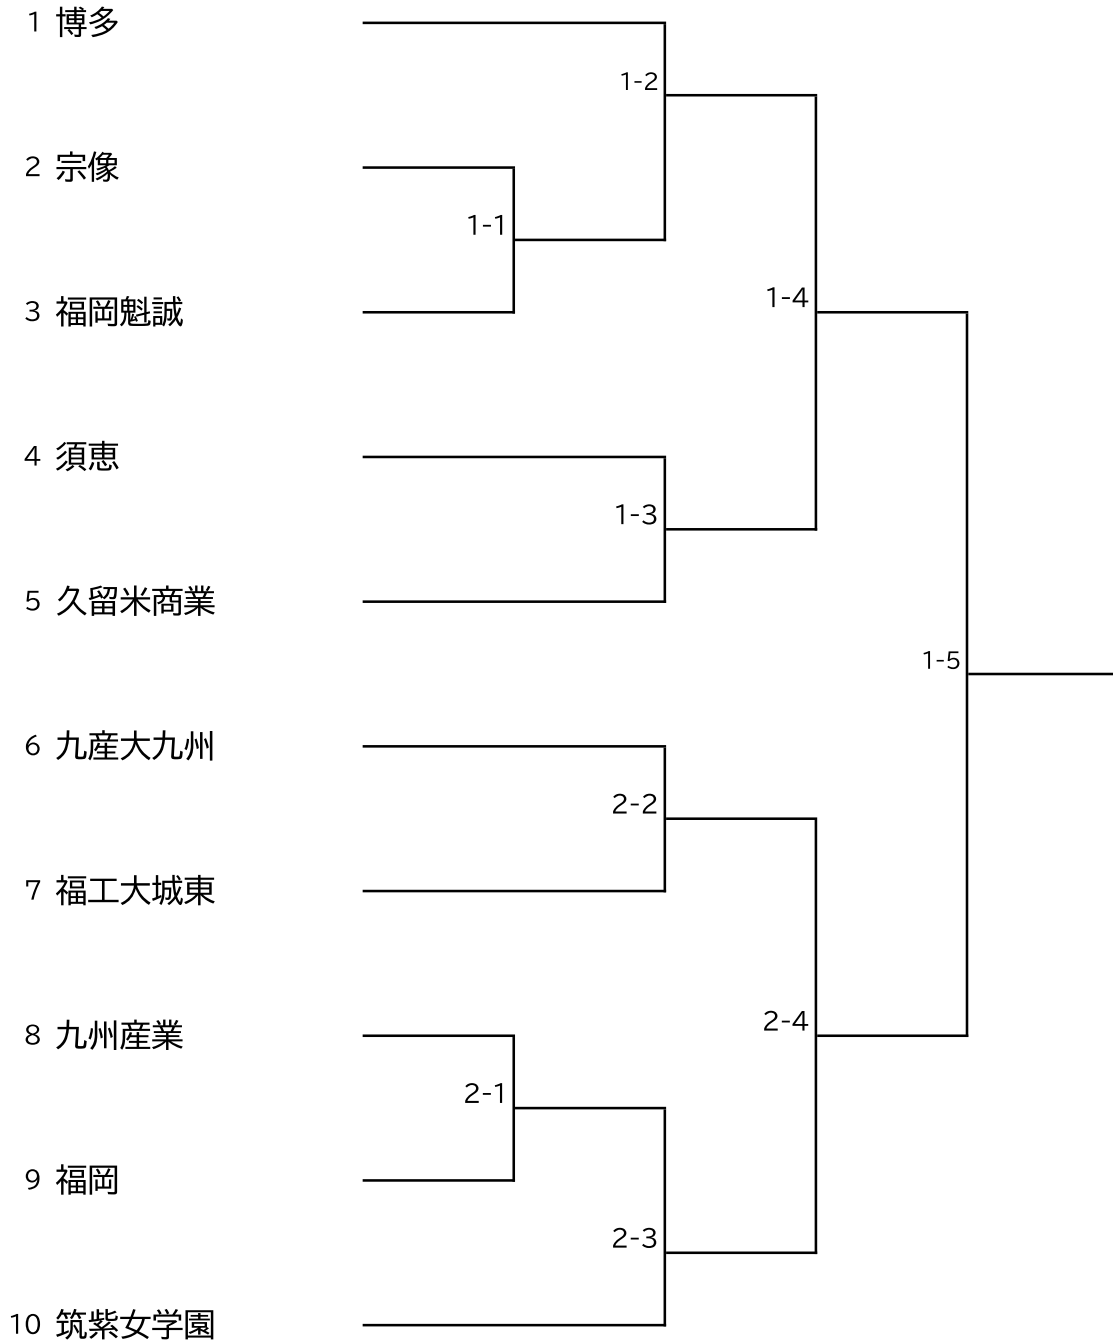 1 博多
1-2
2 宗像
1-1
3 福岡魁誠
1-4
4 須恵
1-3
5 久留米商業
1-5
6 九産大九州
2-2
7 福工大城東
2-4
8 九州産業
2-1
9 福岡
2-3
10 筑紫女学園